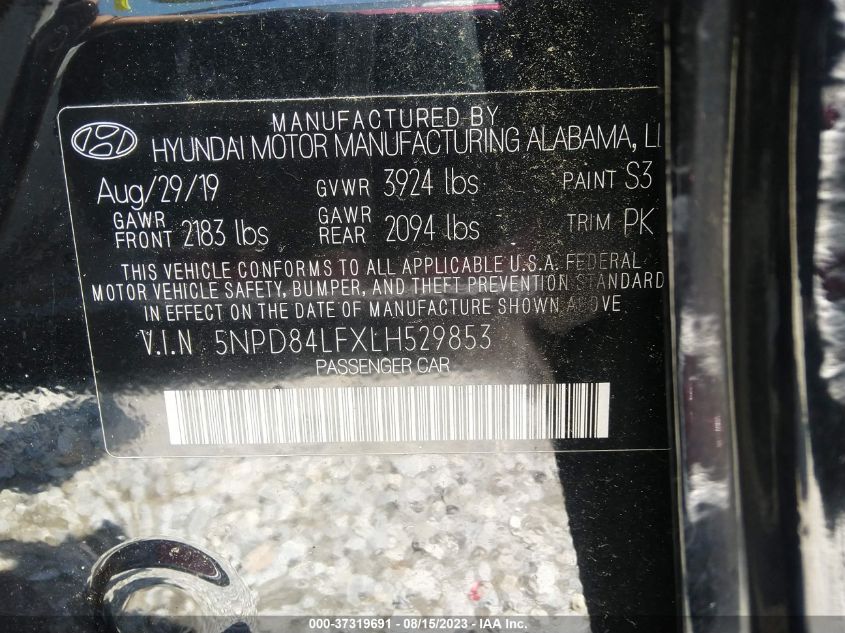 MANUFACTURED BY
HYUNDAI MOTOR MANUFACTURING ALABAMA, LL
Aug/29/19 GVWR 3924 lbs PAINT S3
GAWR FRONT 2183 lbs GAWR REAR 2094 lbs TRIM PK
THIS VEHICLE CONFORMS TO ALL APPLICABLE U.S.A. FEDERAL
MOTOR VEHICLE SAFETY, BUMPER, AND THEFT PREVENTION STANDARD
IN EFFECT ON THE DATE OF MANUFACTURE SHOWN ABOVE
V.I.N 5NPD84LFXLH529853
PASSENGER CAR
000-37319691 - 08/15/2023 - IAA Inc.